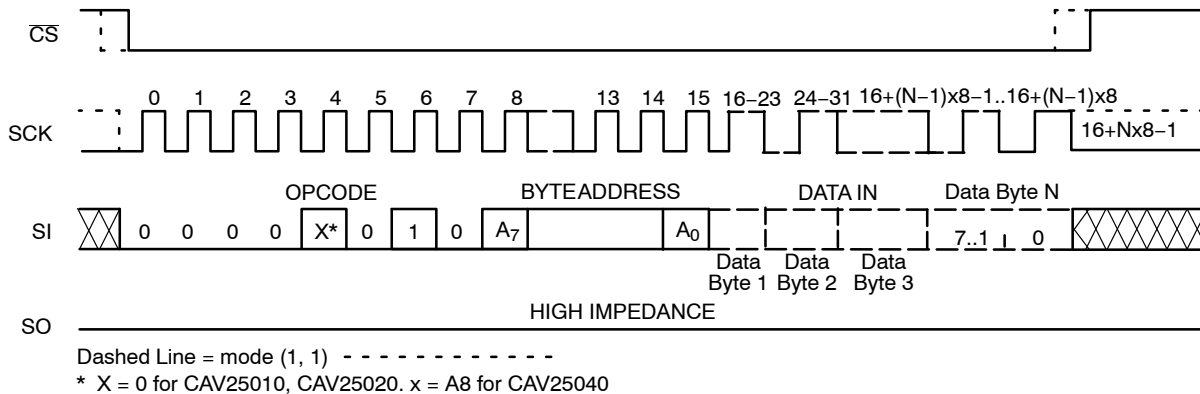 CS
0 1 2 3 4 5 6 7 8 13 14 15 16–23 24–31 16+(N–1)x8–1..16+(N–1)x8
SCK
16+Nx8–1
OPCODE BYTEADDRESS DATA IN Data Byte N
SI 0 0 0 0 X* 0 1 0 A7 A0 7..1 0
Data Byte 1
Data Byte 2
Data Byte 3
HIGH IMPEDANCE
SO
Dashed Line = mode (1, 1)
* X = 0 for CAV25010, CAV25020. x = A8 for CAV25040